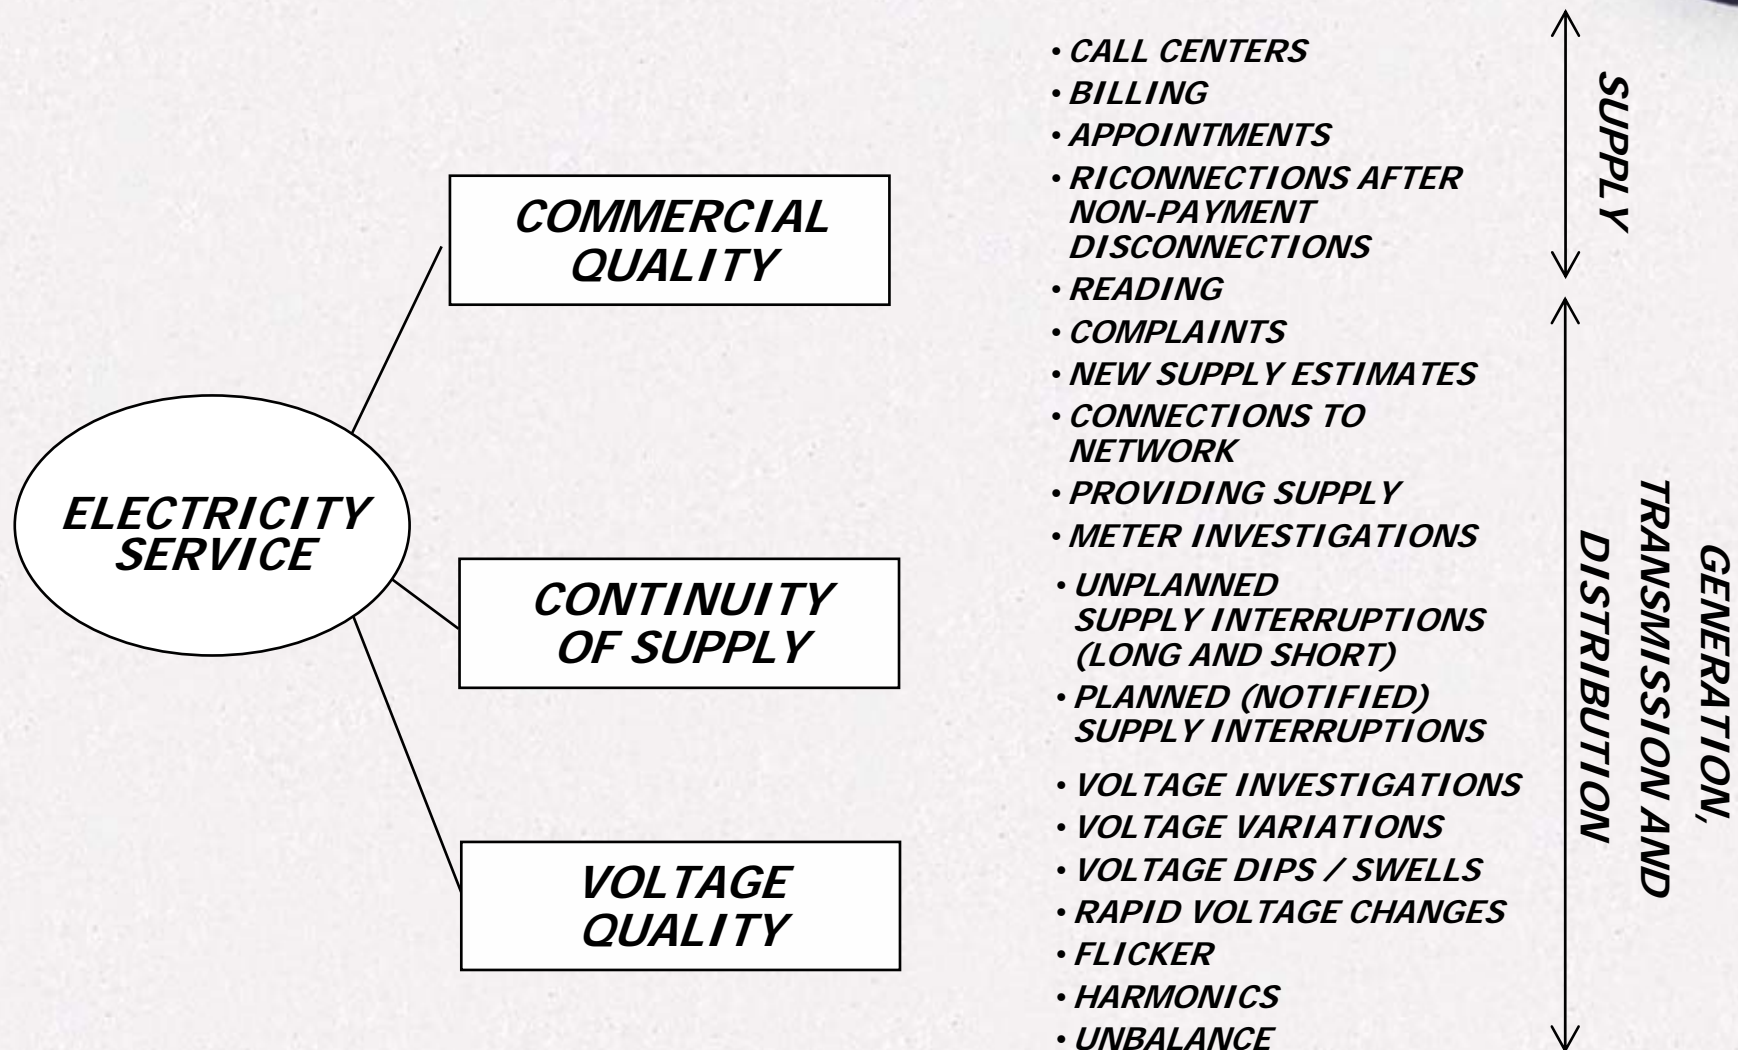 ELECTRICITY
SERVICE
COMMERCIAL
QUALITY
CONTINUITY
OF SUPPLY
VOLTAGE
QUALITY
• CALL CENTERS
• BILLING
• APPOINTMENTS
• RICONNECTIONS AFTER
NON-PAYMENT
DISCONNECTIONS
• READING
• COMPLAINTS
• NEW SUPPLY ESTIMATES
• CONNECTIONS TO
NETWORK
• PROVIDING SUPPLY
• METER INVESTIGATIONS
• UNPLANNED
SUPPLY INTERRUPTIONS
(LONG AND SHORT)
• PLANNED (NOTIFIED)
SUPPLY INTERRUPTIONS
• VOLTAGE INVESTIGATIONS
• VOLTAGE VARIATIONS
• VOLTAGE DIPS / SWELLS
• RAPID VOLTAGE CHANGES
• FLICKER
• HARMONICS
• UNBALANCE
SUPPLY
GENERATION,
TRANSMISSION AND
DISTRIBUTION